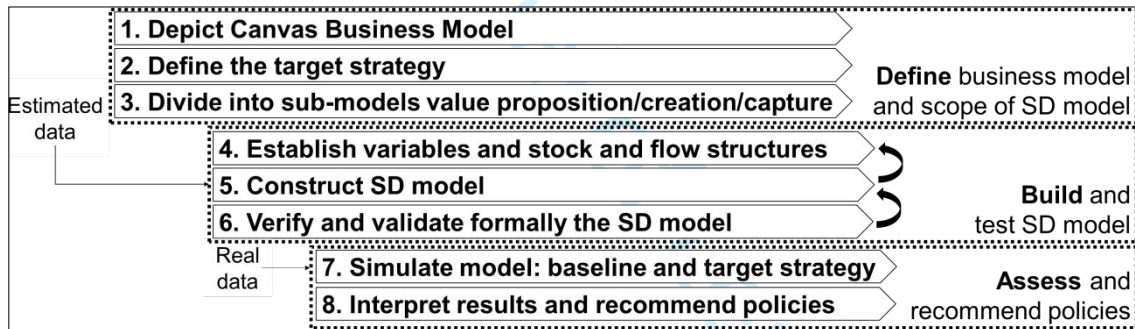 1. Depict Canvas Business Model
2. Define the target strategy
3. Divide into sub-models value proposition/creation/capture
Define business model
and scope of SD model
Estimated
data
4. Establish variables and stock and flow structures
5. Construct SD model
6. Verify and validate formally the SD model
Build and
test SD model
Real
data
7. Simulate model: baseline and target strategy
8. Interpret results and recommend policies
Assess and
recommend policies